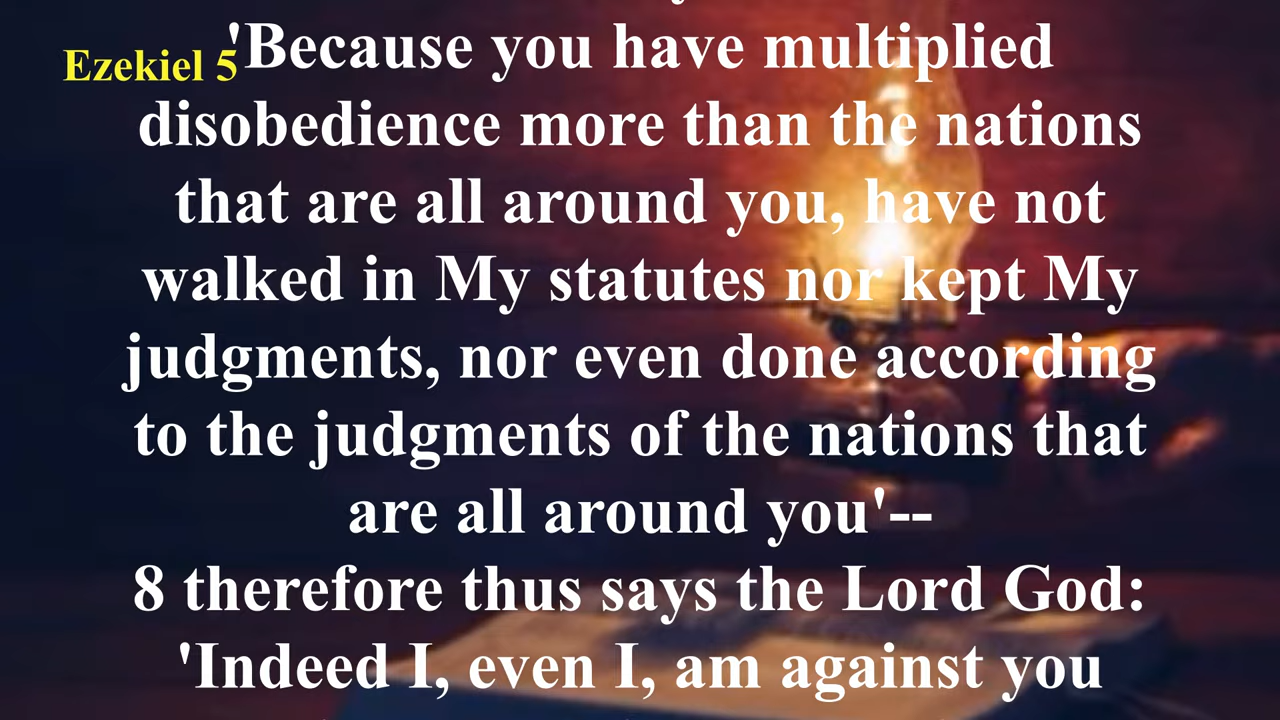 Ezekiel 5
'Because you have multiplied
disobedience more than the nations
that are all around you, have not
walked in My statutes nor kept My
judgments, nor even done according
to the judgments of the nations that
are all around you'--
8 therefore thus says the Lord God:
'Indeed I, even I, am against you